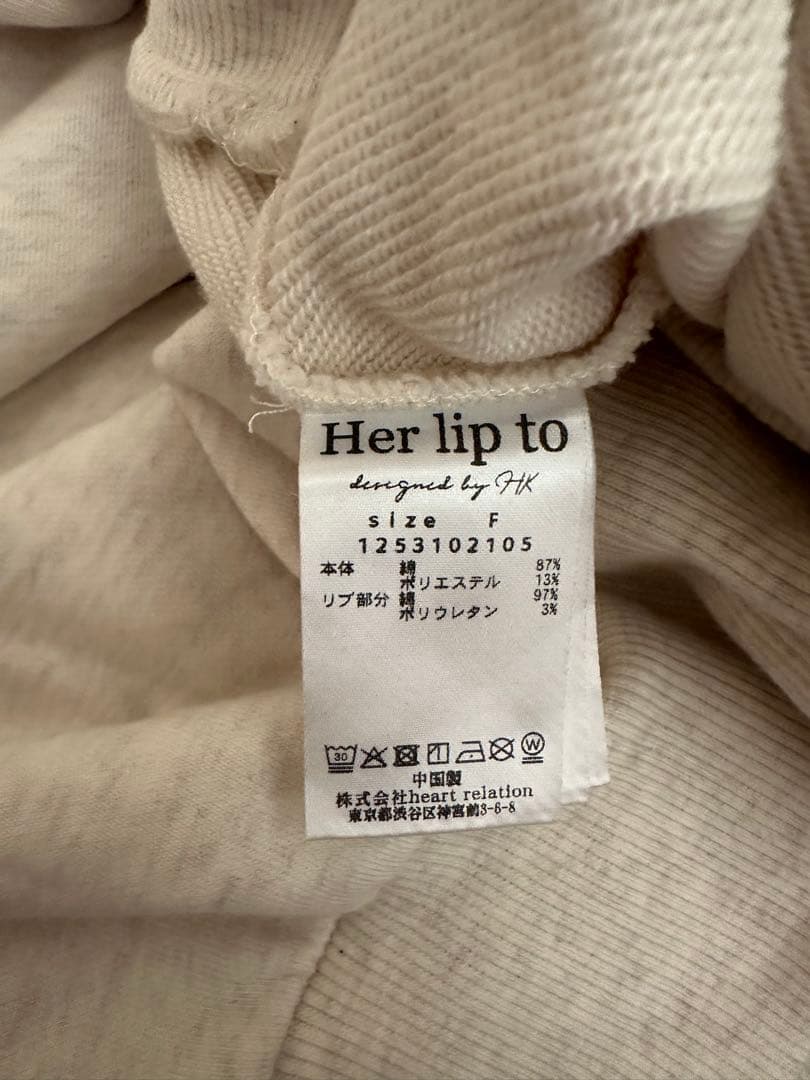 Her lip to
designed by HK
size F
1253102105
本体 綿 87%
ポリエステル 13%
リブ部分 綿 97%
ポリウレタン 3%
30 W
中国製
株式会社heart relation
東京都渋谷区神宮前3-6-8